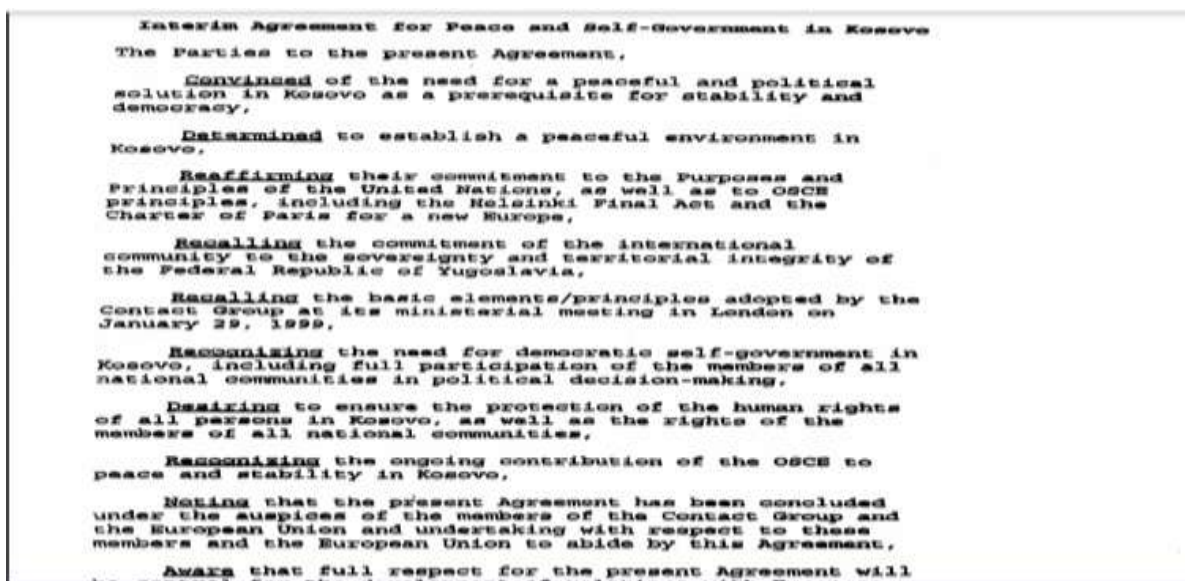 Interim Agreement for Peace and Self-Government in Kosovo
The Parties to the present Agreement,
Convinced of the need for a peaceful and political
solution in Kosovo as a prerequisite for stability and
democracy,
Determined to establish a peaceful environment in
Kosovo,
Reaffirming their commitment to the Purposes and
Principles of the United Nations, as well as to OSCE
principles, including the Helsinki Final Act and the
Charter of Paris for a new Europe,
Recalling the commitment of the international
community to the sovereignty and territorial integrity of
the Federal Republic of Yugoslavia,
Recalling the basic elements/principles adopted by the
Contact Group at its ministerial meeting in London on
January 29, 1999,
Recognizing the need for democratic self-government in
Kosovo, including full participation of the members of all
national communities in political decision-making,
Desiring to ensure the protection of the human rights
of all persons in Kosovo, as well as the rights of the
members of all national communities,
Recognizing the ongoing contribution of the OSCE to
peace and stability in Kosovo,
Noting that the present Agreement has been concluded
under the auspices of the members of the Contact Group and
the European Union and undertaking with respect to these
members and the European Union to abide by this Agreement,
Aware that full respect for the present Agreement will